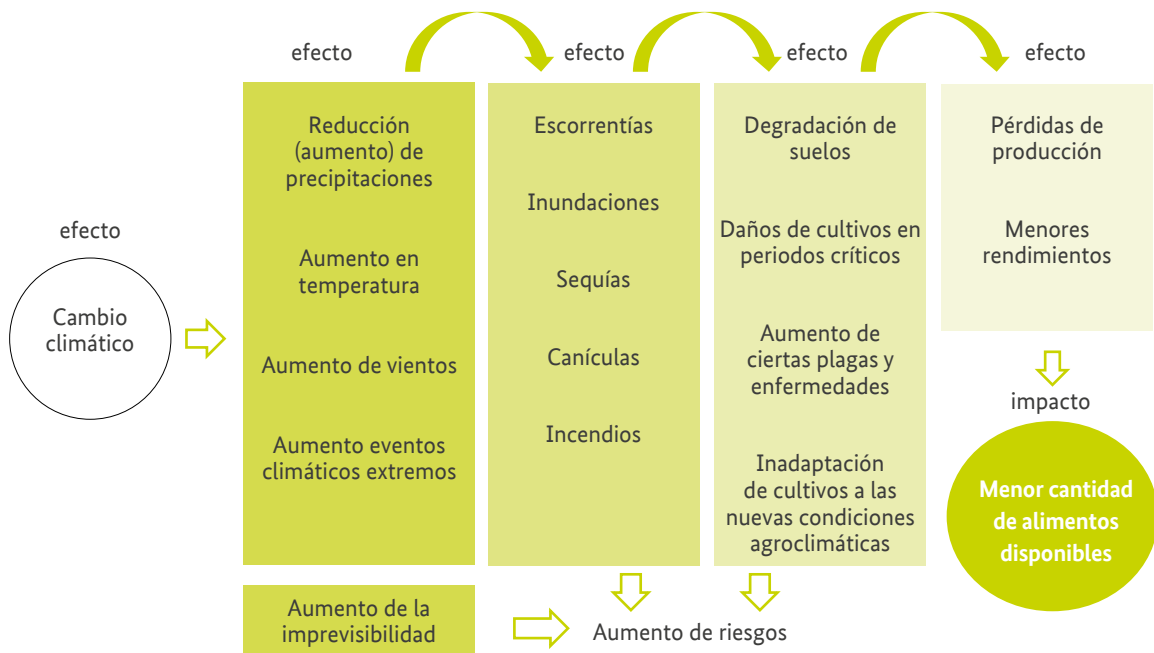 efecto
Cambio
climático
efecto
Reducción
(aumento) de
precipitaciones
Aumento en
temperatura
Aumento de vientos
Aumento eventos
climáticos extremos
Aumento de la
imprevisibilidad
efecto
Escorrentías
Inundaciones
Sequías
Canículas
Incendios
efecto
Degradación de
suelos
Daños de cultivos en
periodos críticos
Aumento de
ciertas plagas y
enfermedades
Inadaptación
de cultivos a las
nuevas condiciones
agroclimáticas
Aumento de riesgos
efecto
Pérdidas de
producción
Menores
rendimientos
impacto
Menor cantidad
de alimentos
disponibles